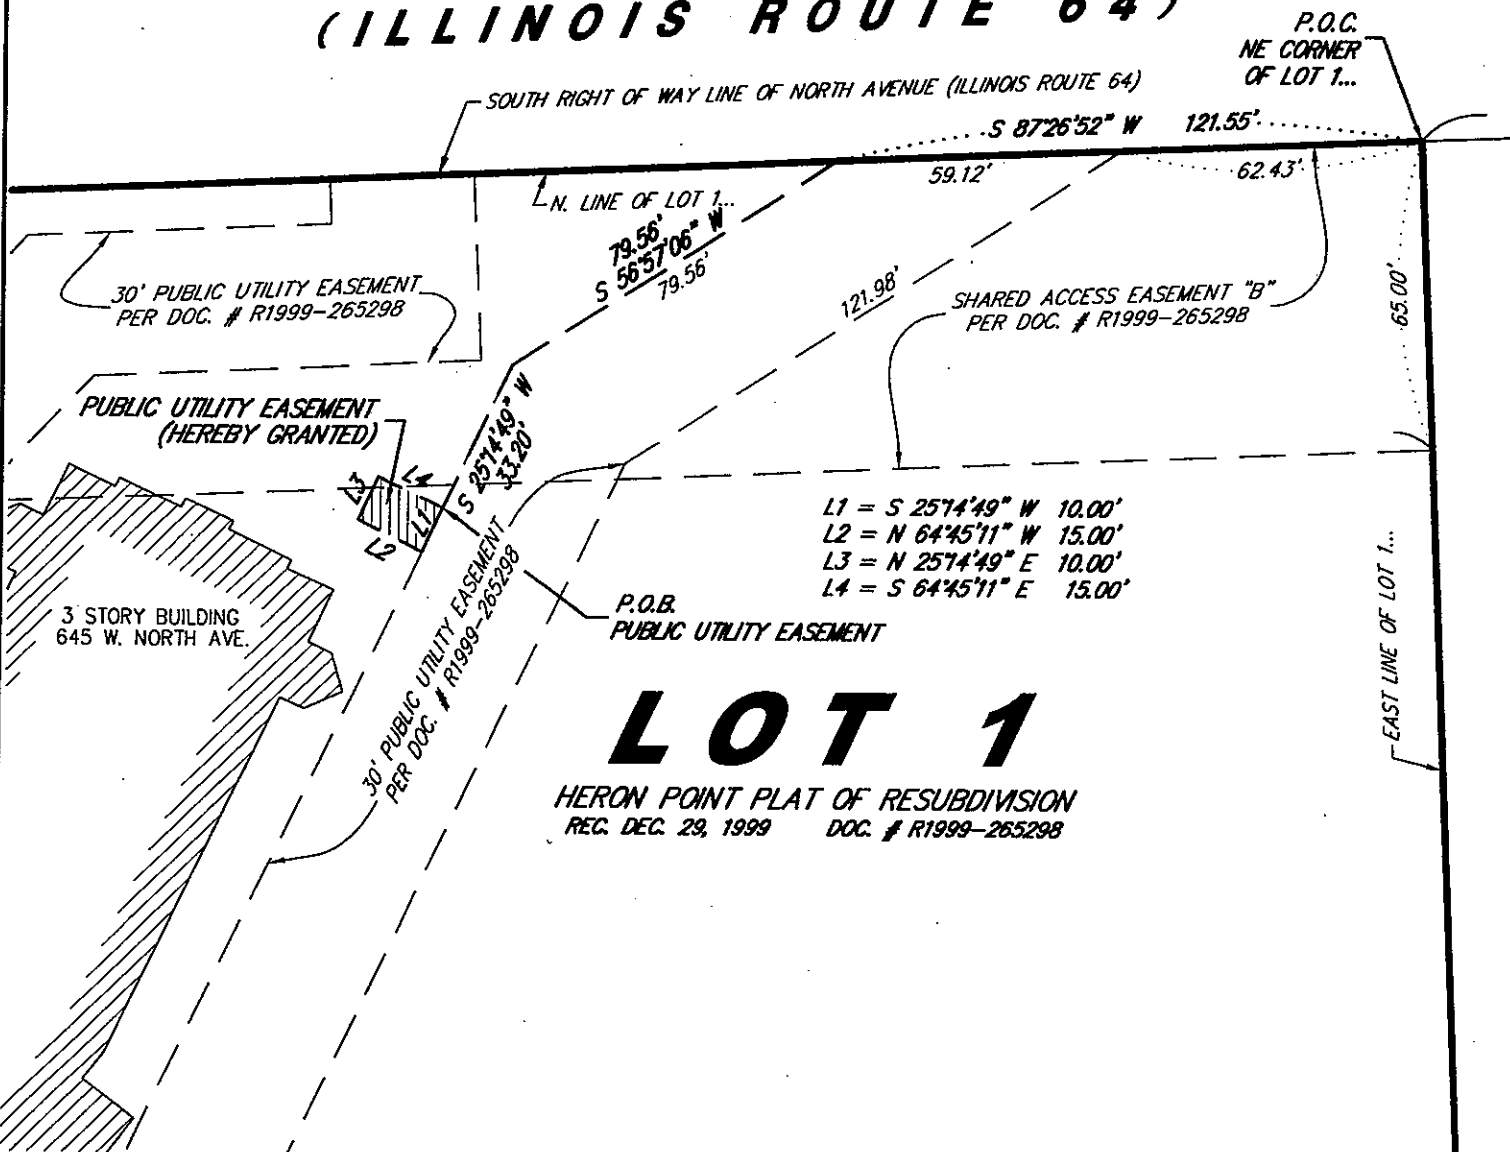 (ILLINOIS ROUTE 64)
P.O.C.
NE CORNER
OF LOT 1...
SOUTH RIGHT OF WAY LINE OF NORTH AVENUE (ILLINOIS ROUTE 64)
S 87°26'52" W 121.55'
59.12'
62.43'
N. LINE OF LOT 1...
79.56'
S 56°57'06" W
79.56'
30' PUBLIC UTILITY EASEMENT
PER DOC. # R1999-265298
121.98'
SHARED ACCESS EASEMENT "B"
PER DOC. # R1999-265298
65.00'
PUBLIC UTILITY EASEMENT
(HEREBY GRANTED)
S 25°14'49" W
33.20'
L3
L4
L1
L2
L1 = S 25°14'49" W 10.00'
L2 = N 64°45'11" W 15.00'
L3 = N 25°14'49" E 10.00'
L4 = S 64°45'11" E 15.00'
30' PUBLIC UTILITY EASEMENT
PER DOC. # R1999-265298
3 STORY BUILDING
645 W. NORTH AVE.
P.O.B.
PUBLIC UTILITY EASEMENT
EAST LINE OF LOT 1...
LOT 1
HERON POINT PLAT OF RESUBDIVISION
REC. DEC. 29, 1999 DOC. # R1999-265298